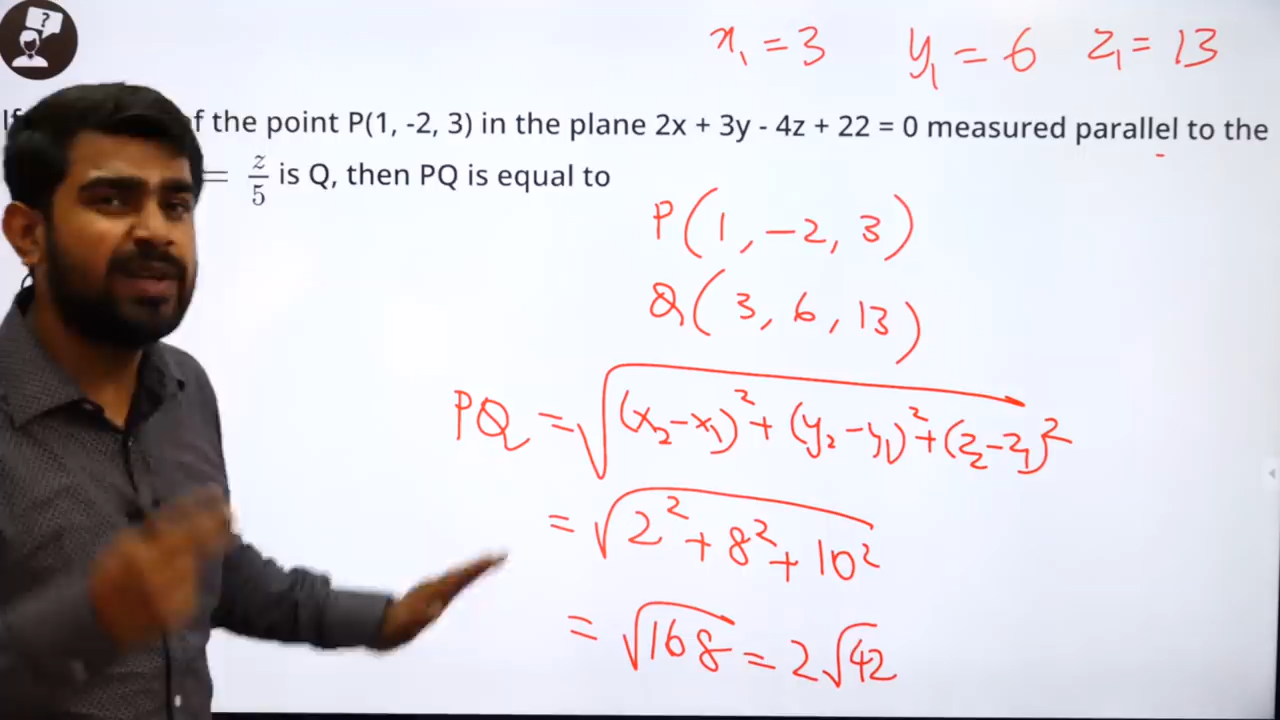 ?
x₁ = 3 y₁ = 6 z₁ = 13
f the point P(1, -2, 3) in the plane 2x + 3y - 4z + 22 = 0 measured parallel to the
= z/5 is Q, then PQ is equal to
P(1, -2, 3)
Q(3, 6, 13)
PQ = √(x₂-x₁)² + (y₂-y₁)² + (z₂-z₁)²
= √2² + 8² + 10²
= √168 = 2√42